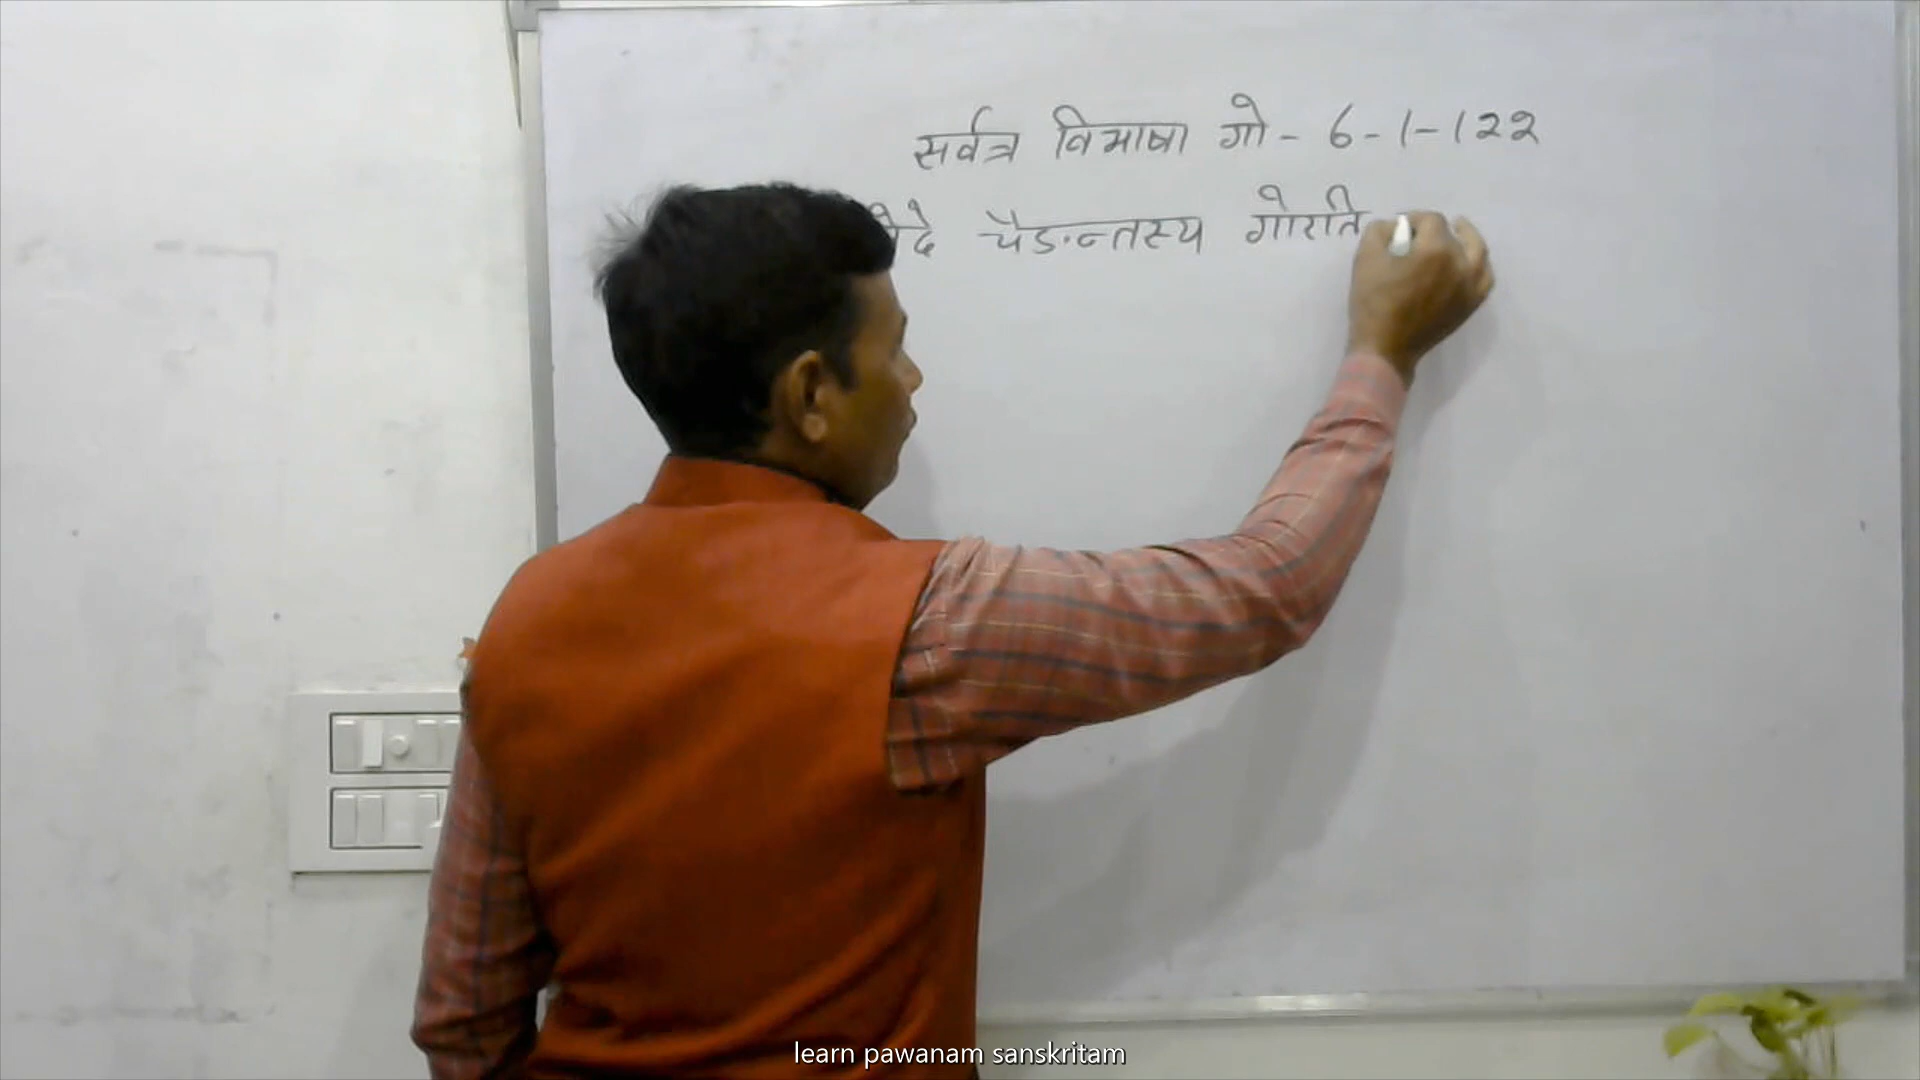 सर्वत्र विभाषा गो - 6-1-122
चैङन्तस्य गोरति
learn pawanam sanskritam